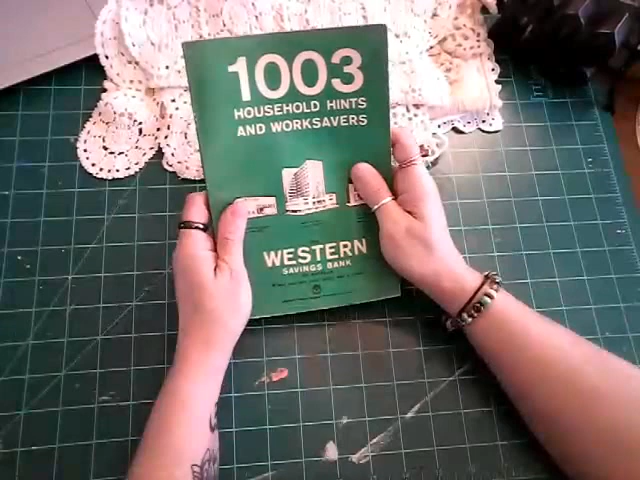 1003
HOUSEHOLD HINTS
AND WORKSAVERS
WESTERN
SAVINGS BANK